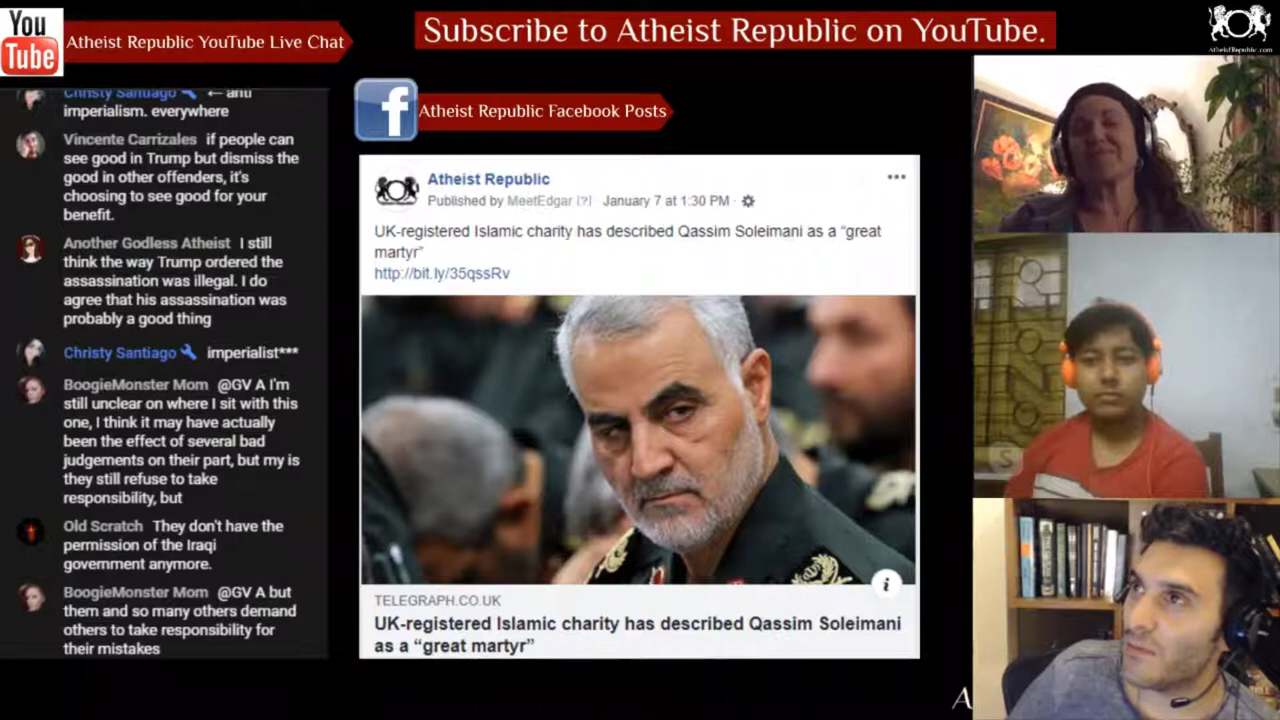 You
Tube
Atheist Republic YouTube Live Chat
Subscribe to Atheist Republic on YouTube.
AtheistRepublic.com
Christy Santiago ← anti
imperialism. everywhere
Vincente Carrizales if people can
see good in Trump but dismiss the
good in other offenders, it's
choosing to see good for your
benefit.
Another Godless Atheist I still
think the way Trump ordered the
assassination was illegal. I do
agree that his assassination was
probably a good thing
Christy Santiago imperialist***
BoogieMonster Mom @GV A I'm
still unclear on where I sit with this
one, I think it may have actually
been the effect of several bad
judgements on their part, but my is
they still refuse to take
responsibility, but
Old Scratch They don't have the
permission of the Iraqi
government anymore.
BoogieMonster Mom @GV A but
them and so many others demand
others to take responsibility for
their mistakes
f
Atheist Republic Facebook Posts
Atheist Republic
Published by MeetEdgar [?] January 7 at 1:30 PM ·
UK-registered Islamic charity has described Qassim Soleimani as a “great
martyr”
http://bit.ly/35qssRv
i
TELEGRAPH.CO.UK
UK-registered Islamic charity has described Qassim Soleimani
as a “great martyr”
S
A